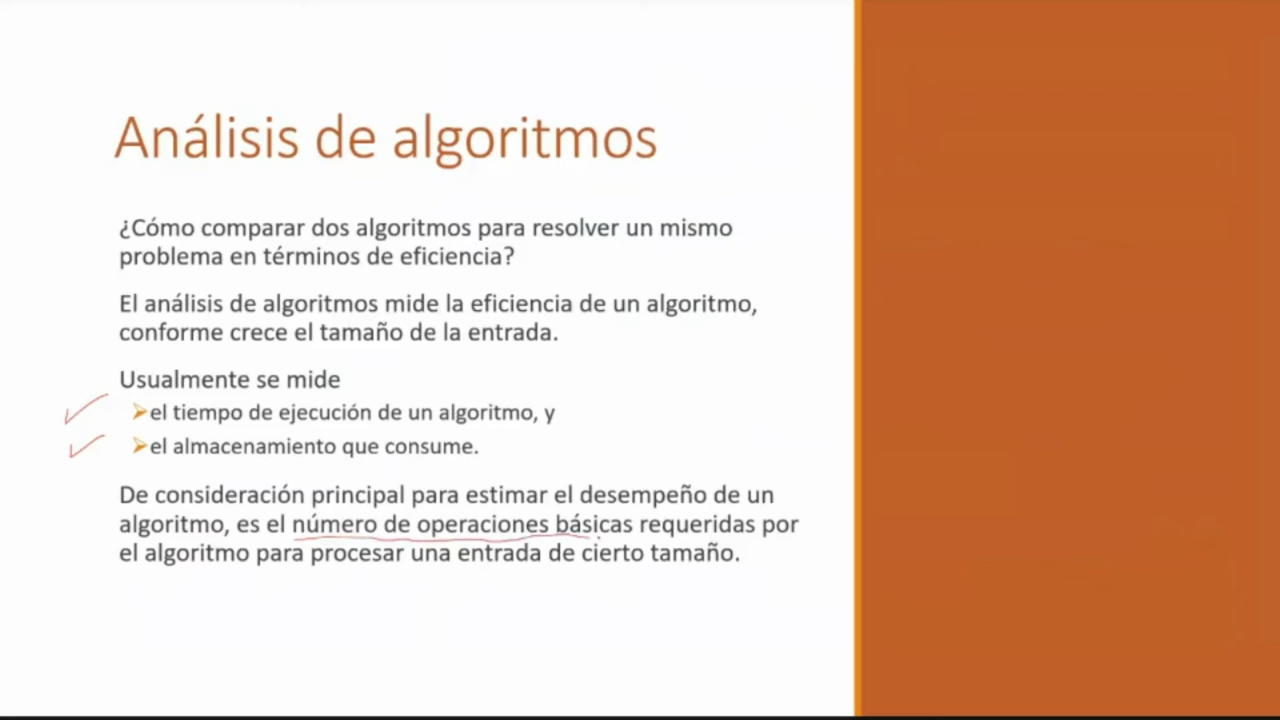 Análisis de algoritmos
¿Cómo comparar dos algoritmos para resolver un mismo
problema en términos de eficiencia?
El análisis de algoritmos mide la eficiencia de un algoritmo,
conforme crece el tamaño de la entrada.
Usualmente se mide
el tiempo de ejecución de un algoritmo, y
el almacenamiento que consume.
De consideración principal para estimar el desempeño de un
algoritmo, es el número de operaciones básicas requeridas por
el algoritmo para procesar una entrada de cierto tamaño.